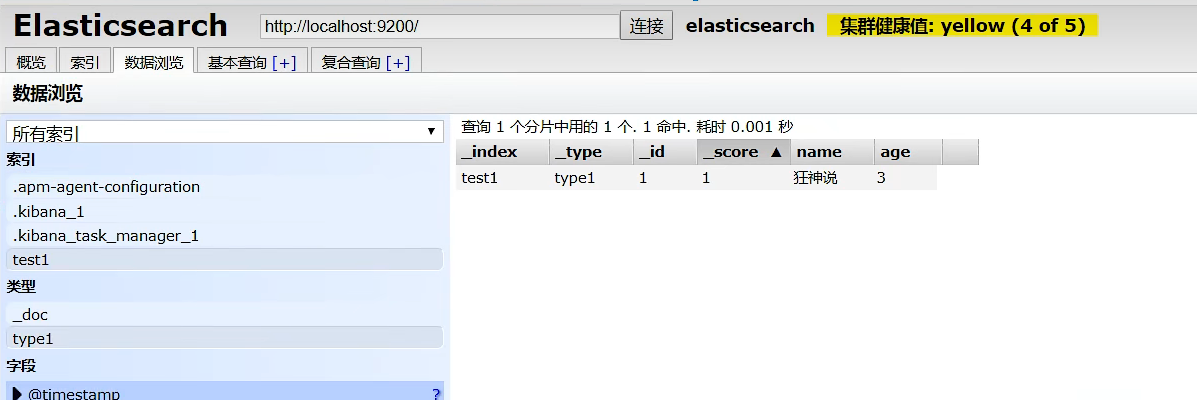 Elasticsearch http://localhost:9200/ 连接 elasticsearch 集群健康值: yellow (4 of 5)
概览 索引 数据浏览 基本查询 [+] 复合查询 [+]
数据浏览
所有索引 ▼
索引
.apm-agent-configuration
.kibana_1
.kibana_task_manager_1
test1
类型
_doc
type1
字段
▶ @timestamp ?
查询 1 个分片中用的 1 个. 1 命中. 耗时 0.001 秒
_index _type _id _score ▲ name age
test1 type1 1 1 狂神说 3